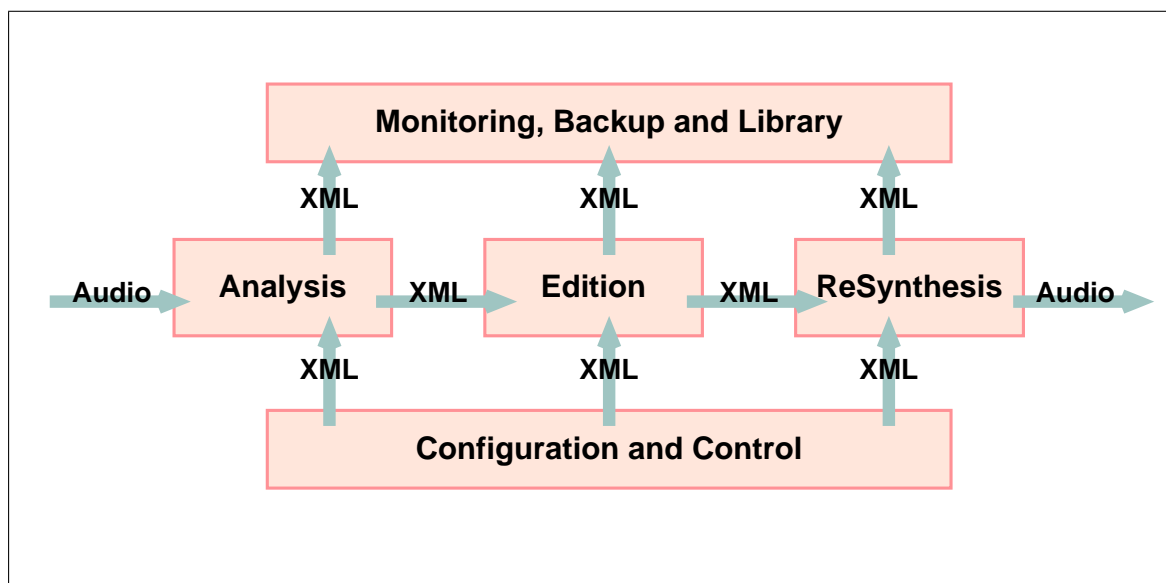 Monitoring, Backup and Library
XML XML XML
Audio Analysis XML Edition XML ReSynthesis Audio
XML XML XML
Configuration and Control